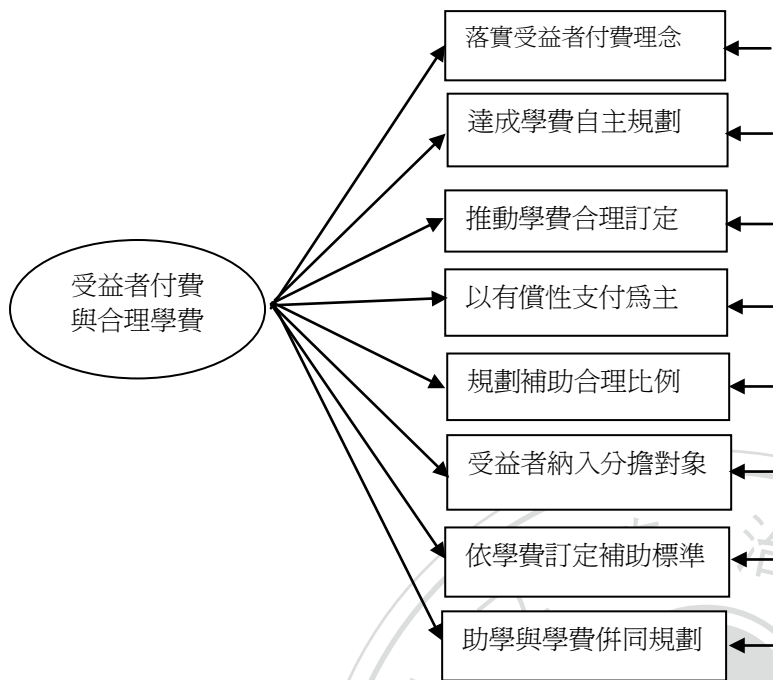 落實受益者付費理念
達成學費自主規劃
推動學費合理訂定
受益者付費
與合理學費
以有償性支付為主
規劃補助合理比例
受益者納入分擔對象
依學費訂定補助標準
助學與學費併同規劃